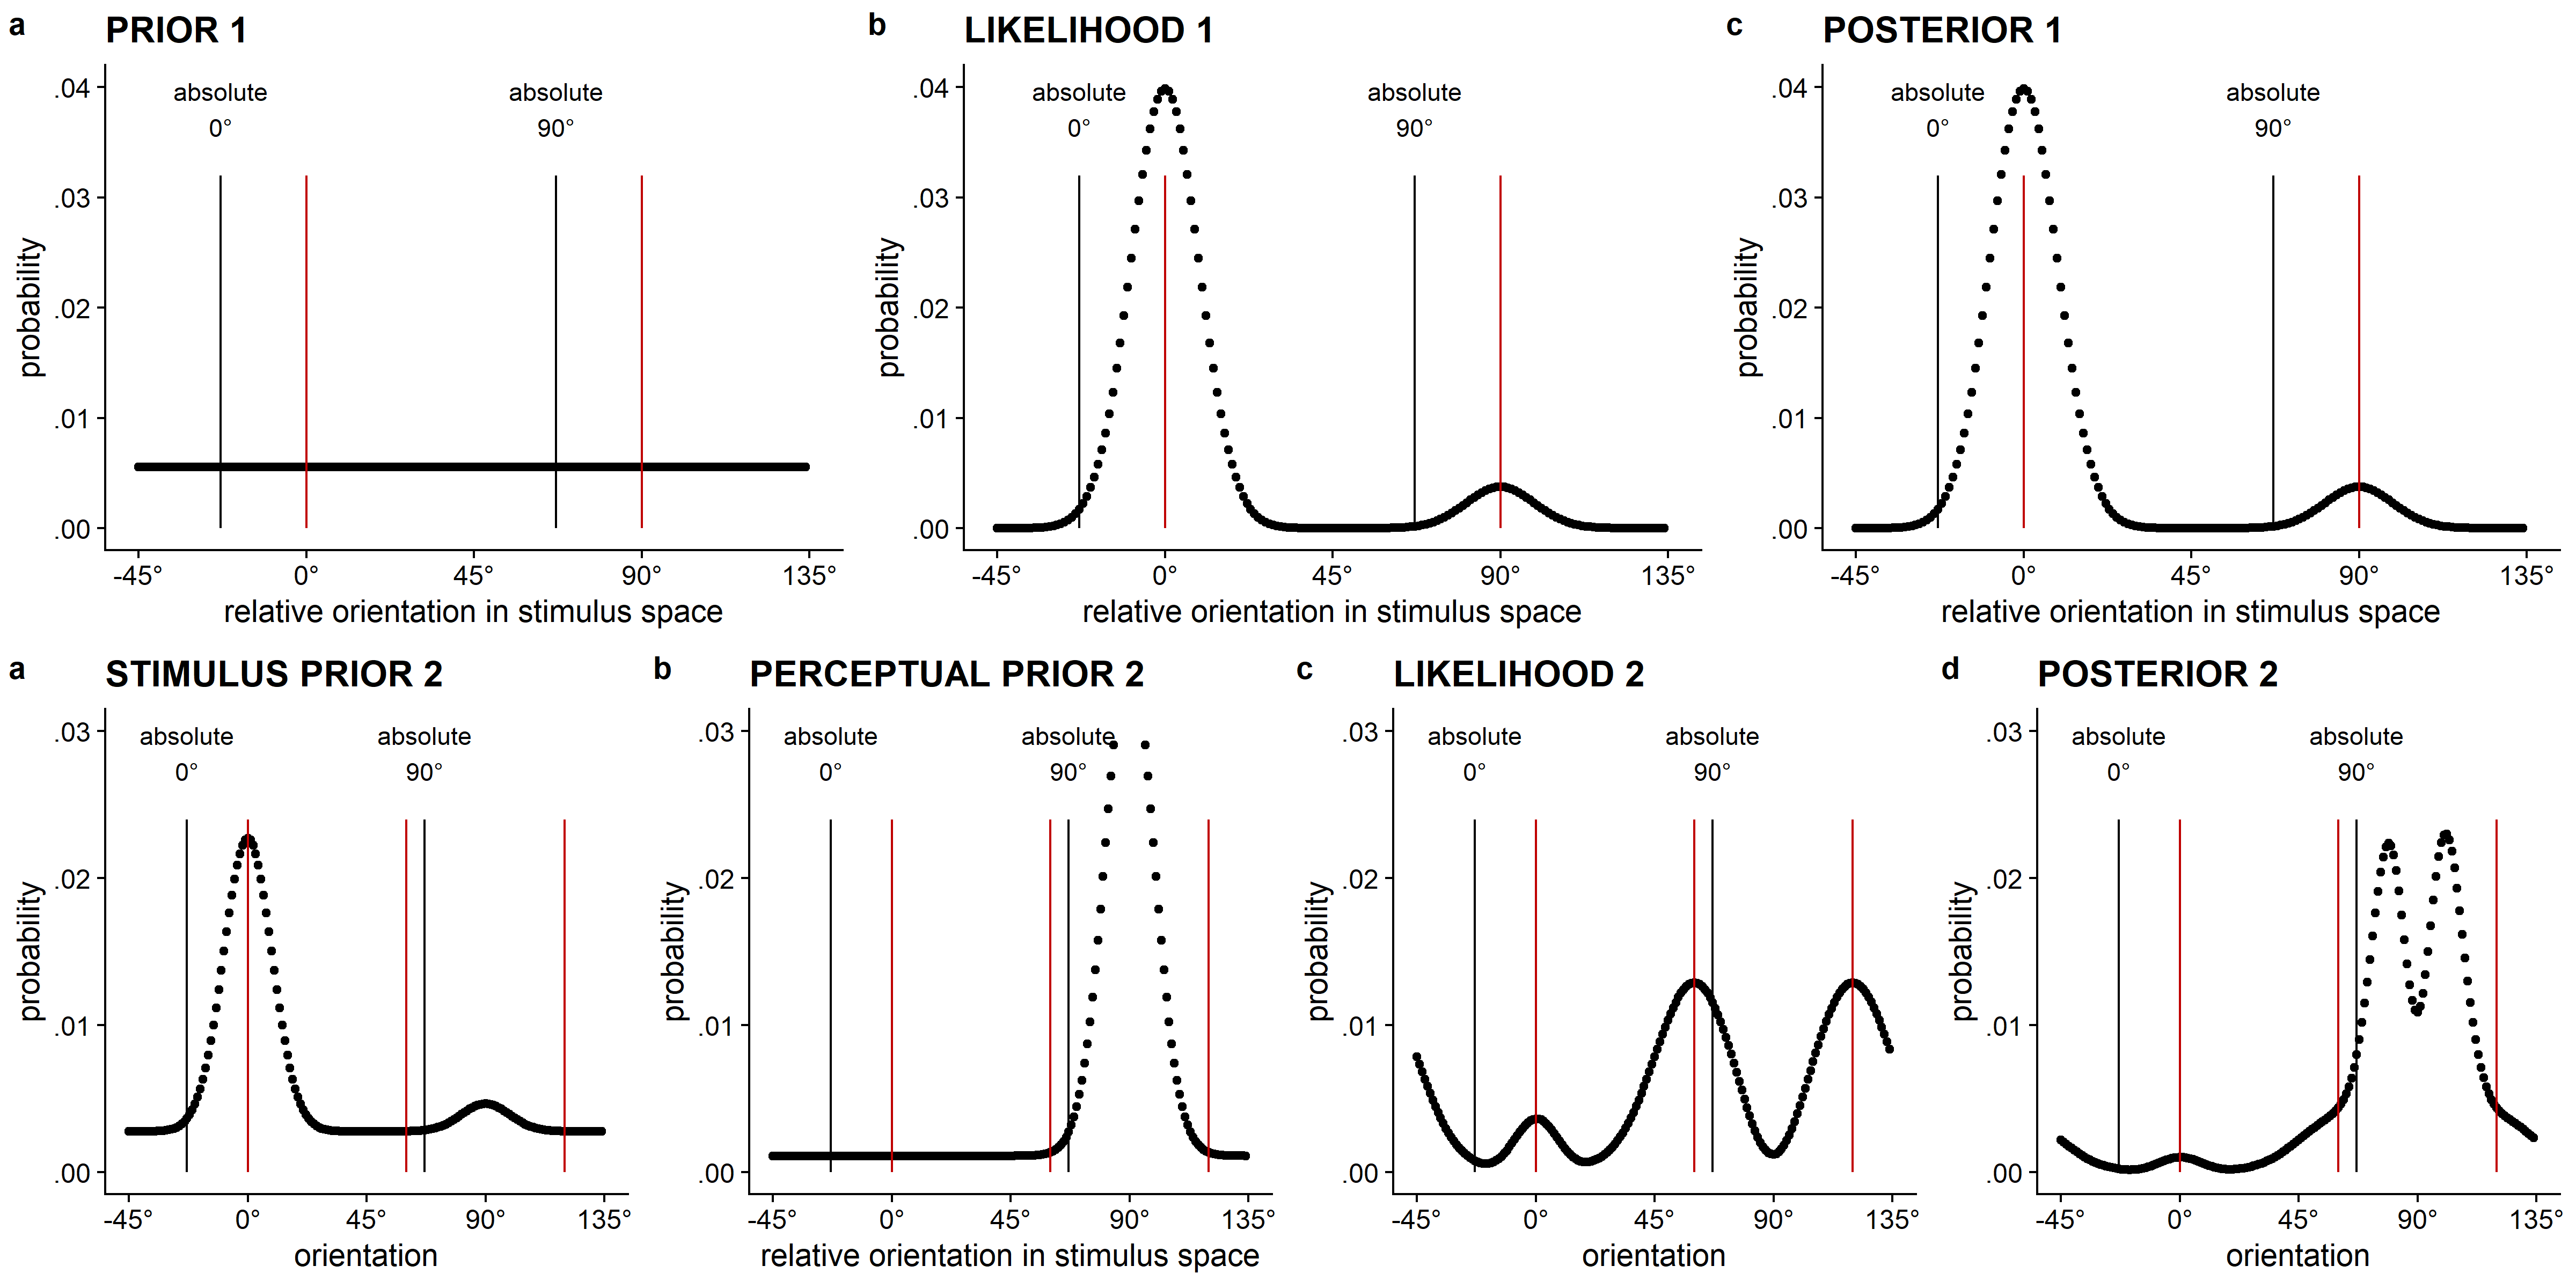 a PRIOR 1
absolute absolute
0° 90°
.04
.03
.02
.01
.00
probability
-45° 0° 45° 90° 135°
relative orientation in stimulus space
b LIKELIHOOD 1
absolute absolute
0° 90°
.04
.03
.02
.01
.00
probability
-45° 0° 45° 90° 135°
relative orientation in stimulus space
c POSTERIOR 1
absolute absolute
0° 90°
.04
.03
.02
.01
.00
probability
-45° 0° 45° 90° 135°
relative orientation in stimulus space
a STIMULUS PRIOR 2
absolute absolute
0° 90°
.03
.02
.01
.00
probability
-45° 0° 45° 90° 135°
orientation
b PERCEPTUAL PRIOR 2
absolute absolute
0° 90°
.03
.02
.01
.00
probability
-45° 0° 45° 90° 135°
relative orientation in stimulus space
c LIKELIHOOD 2
absolute absolute
0° 90°
.03
.02
.01
.00
probability
-45° 0° 45° 90° 135°
orientation
d POSTERIOR 2
absolute absolute
0° 90°
.03
.02
.01
.00
probability
-45° 0° 45° 90° 135°
orientation